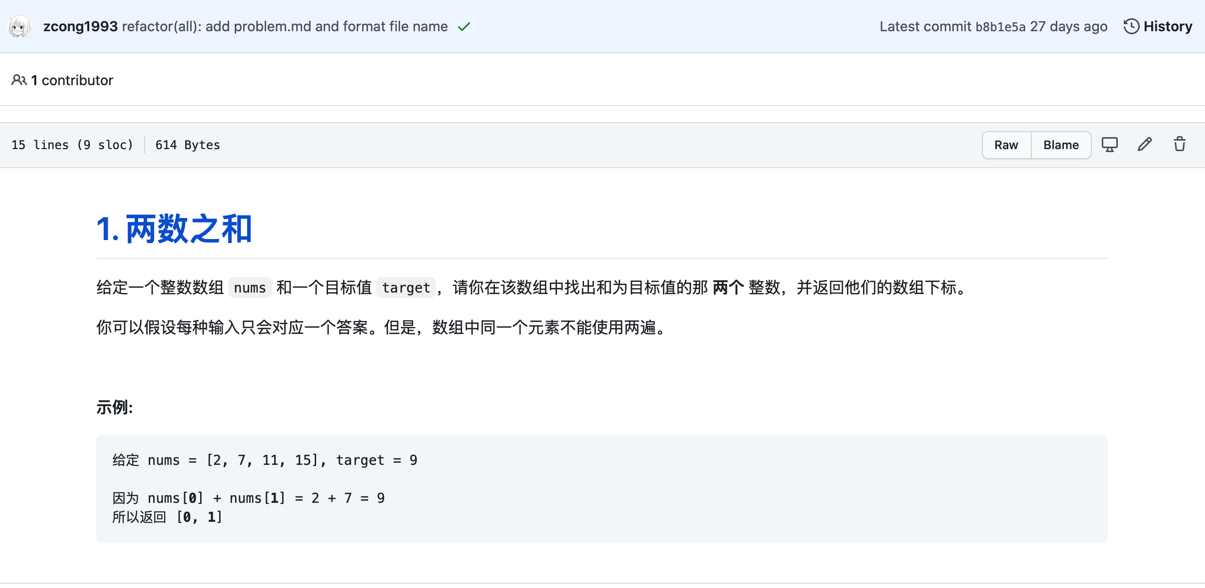 zcong1993 refactor(all): add problem.md and format file name Latest commit b8b1e5a 27 days ago History
1 contributor
15 lines (9 sloc) 614 Bytes Raw Blame
1. 两数之和
给定一个整数数组 nums 和一个目标值 target，请你在该数组中找出和为目标值的那 两个 整数，并返回他们的数组下标。
你可以假设每种输入只会对应一个答案。但是，数组中同一个元素不能使用两遍。
示例:
给定 nums = [2, 7, 11, 15], target = 9
因为 nums[0] + nums[1] = 2 + 7 = 9
所以返回 [0, 1]